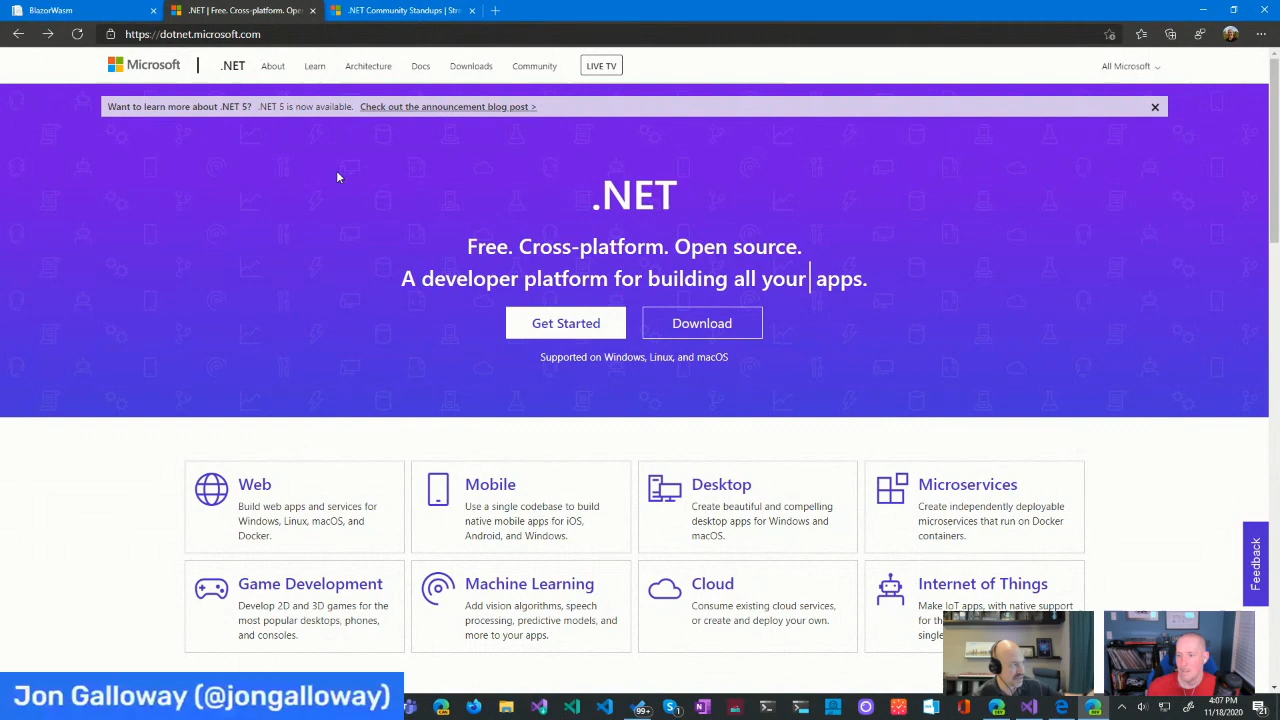 BlazorWasm
.NET | Free. Cross-platform. Ope
.NET Community Standups | Stre
https://dotnet.microsoft.com
Microsoft
.NET
About
Learn
Architecture
Docs
Downloads
Community
LIVE TV
All Microsoft
Want to learn more about .NET 5? .NET 5 is now available. Check out the announcement blog post >
.NET
Free. Cross-platform. Open source.
A developer platform for building all your apps.
Get Started
Download
Supported on Windows, Linux, and macOS
Web
Build web apps and services for
Windows, Linux, macOS, and
Docker.
Mobile
Use a single codebase to build
native mobile apps for iOS,
Android, and Windows.
Desktop
Create beautiful and compelling
desktop apps for Windows and
macOS.
Microservices
Create independently deployable
microservices that run on Docker
containers.
Game Development
Develop 2D and 3D games for the
most popular desktops, phones,
and consoles.
Machine Learning
Add vision algorithms, speech
processing, predictive models, and
more to your apps.
Cloud
Consume existing cloud services,
or create and deploy your own.
Internet of Things
Make IoT apps, with native support
for th
single
Feedback
Jon Galloway (@jongalloway)
99+
4:07 PM
11/18/2020